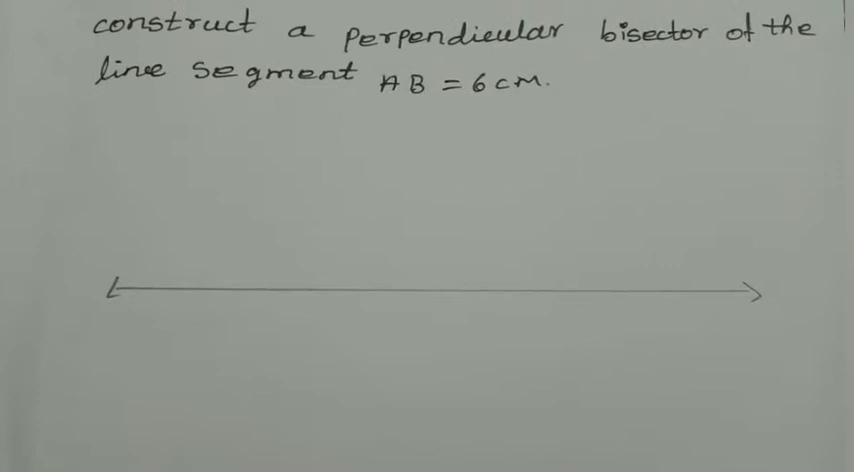 construct a perpendicular bisector of the
line segment AB = 6 cm.